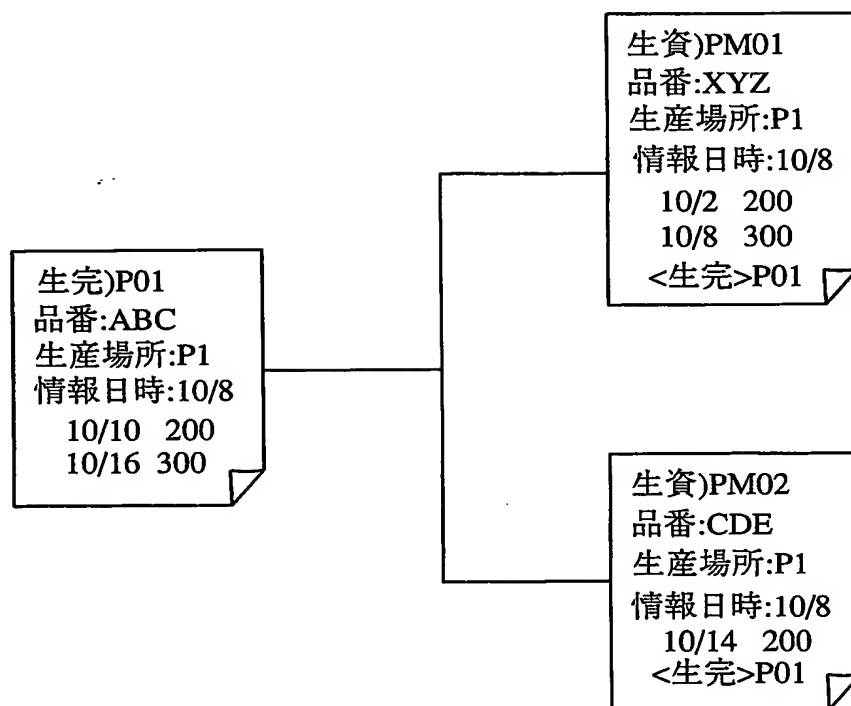 生完)P01
品番:ABC
生産場所:P1
情報日時:10/8
10/10 200
10/16 300
生資)PM01
品番:XYZ
生産場所:P1
情報日時:10/8
10/2 200
10/8 300
<生完>P01
生資)PM02
品番:CDE
生産場所:P1
情報日時:10/8
10/14 200
<生完>P01